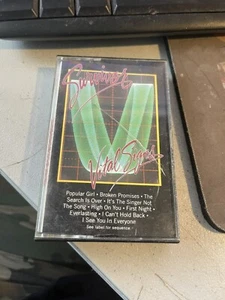 Survivor
Vital Signs
Popular Girl • Broken Promises • The
Search Is Over • It's The Singer Not
The Song • High On You • First Night •
Everlasting • I Can't Hold Back •
I See You In Everyone
See label for sequence